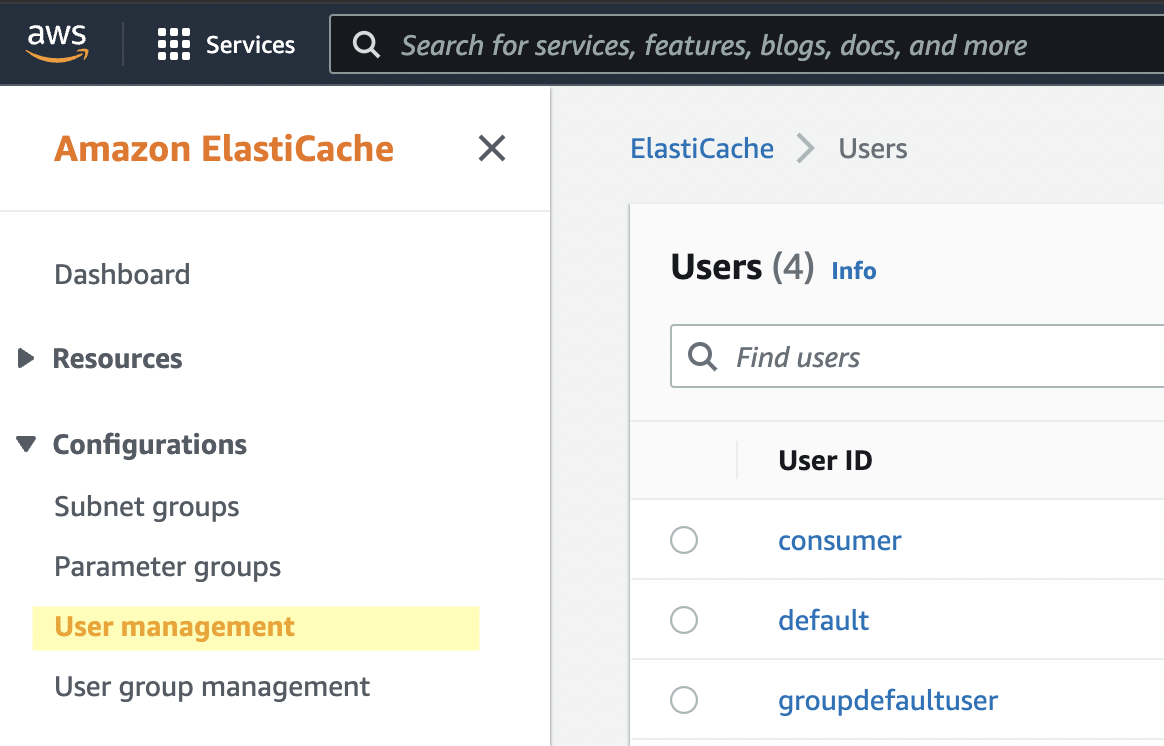 aws
Services
Search for services, features, blogs, docs, and more
Amazon ElastiCache
Dashboard
Resources
Configurations
Subnet groups
Parameter groups
User management
User group management
ElastiCache > Users
Users (4) Info
Find users
User ID
consumer
default
groupdefaultuser